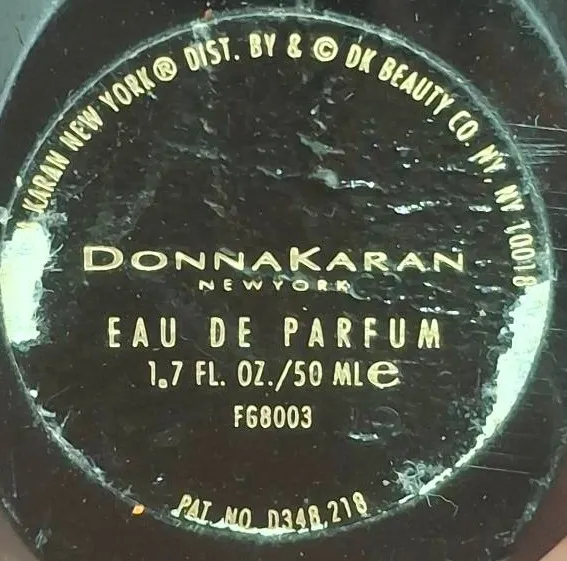 KARAN NEW YORK® DIST. BY & © DK BEAUTY CO. NY, NY 10018
DONNAKARAN
NEWYORK
EAU DE PARFUM
1.7 FL. OZ./50 ML e
FG8003
PAT. NO. D348,218